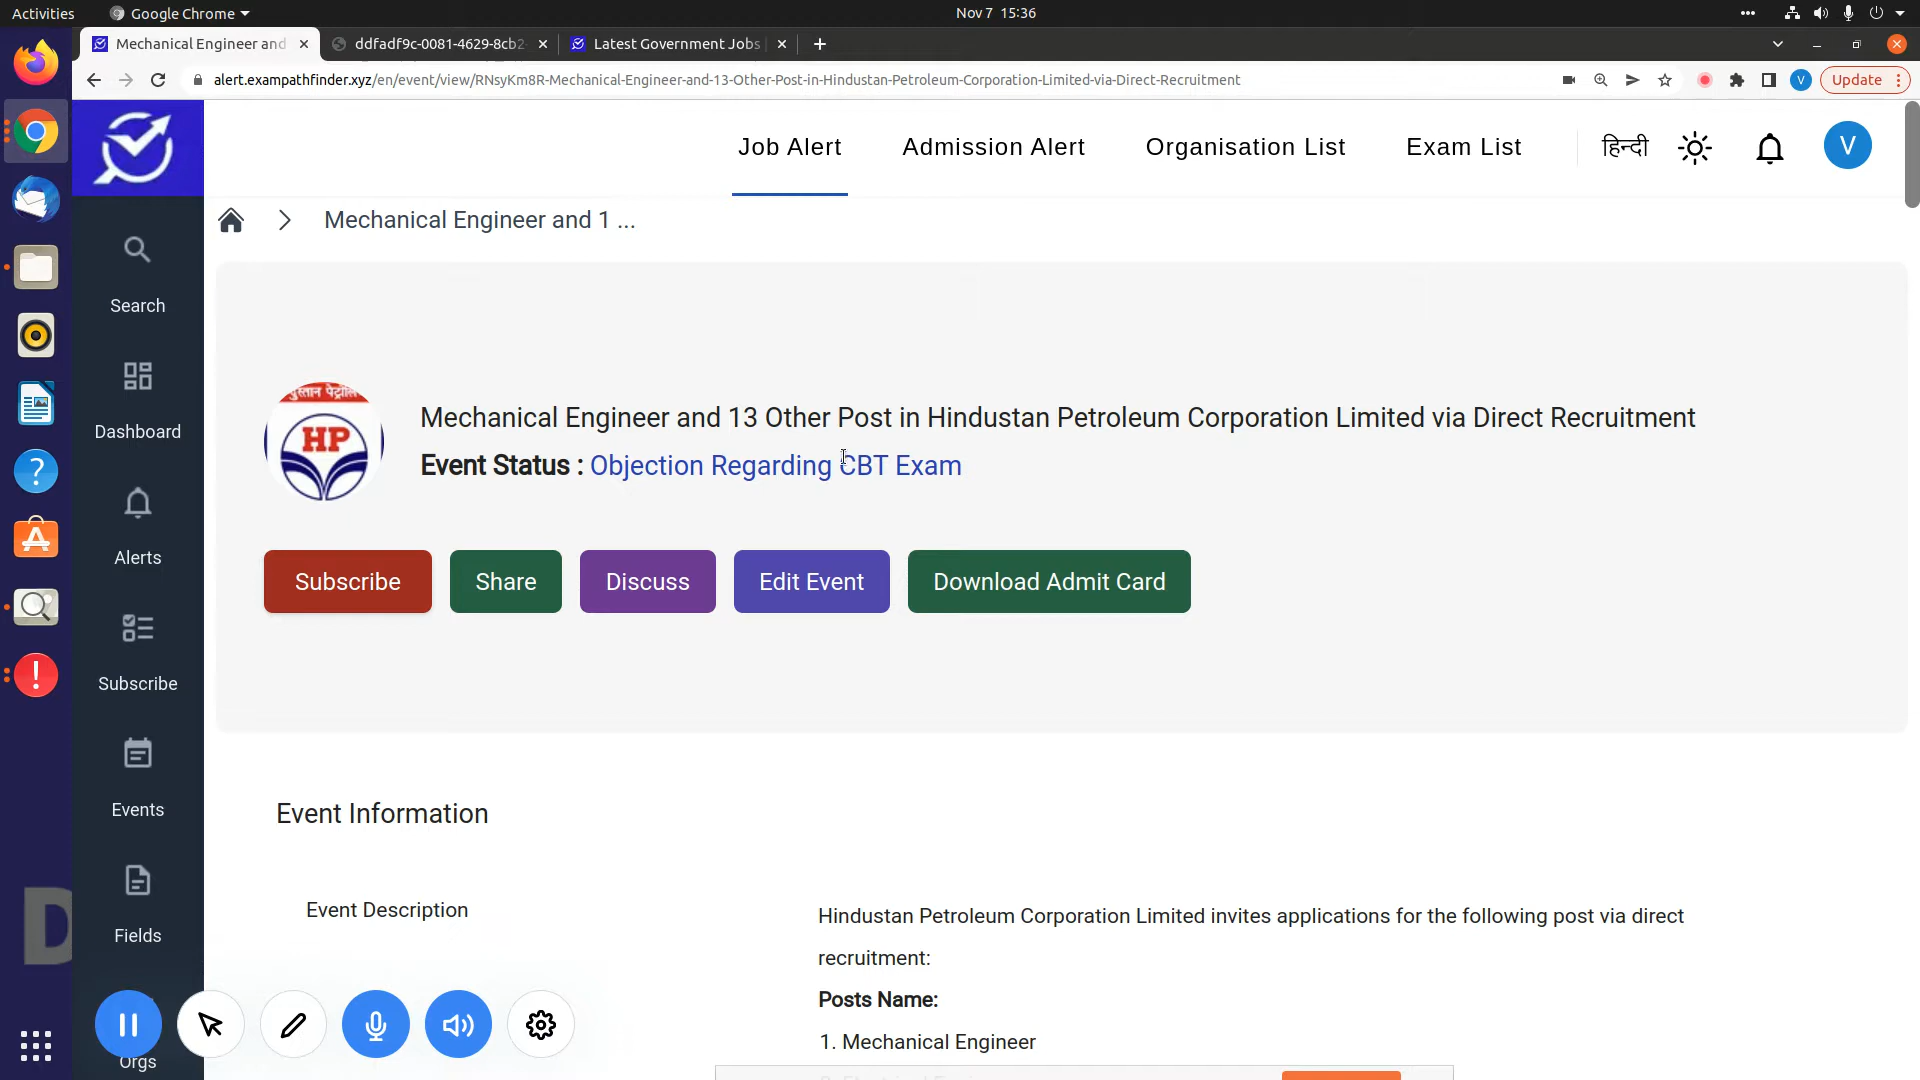 Activities
Google Chrome
Nov 7 15:36
Mechanical Engineer and
ddfadf9c-0081-4629-8cb2-
Latest Government Jobs
alert.exampathfinder.xyz/en/event/view/RNsyKm8R-Mechanical-Engineer-and-13-Other-Post-in-Hindustan-Petroleum-Corporation-Limited-via-Direct-Recruitment
V
Update
Job Alert
Admission Alert
Organisation List
Exam List
हिन्दी
V
Mechanical Engineer and 1 ...
Search
Dashboard
Alerts
Subscribe
Events
Fields
Orgs
HP
Mechanical Engineer and 13 Other Post in Hindustan Petroleum Corporation Limited via Direct Recruitment
Event Status : Objection Regarding CBT Exam
Subscribe
Share
Discuss
Edit Event
Download Admit Card
Event Information
Event Description
Hindustan Petroleum Corporation Limited invites applications for the following post via direct
recruitment:
Posts Name:
1. Mechanical Engineer